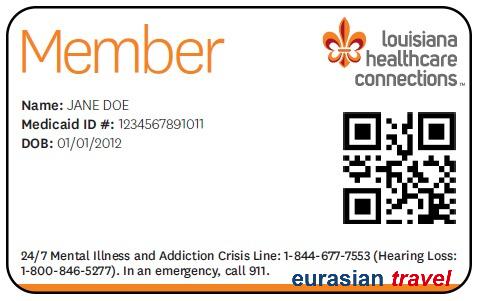 Member
louisiana
healthcare
connections™
Name: JANE DOE
Medicaid ID #: 1234567891011
DOB: 01/01/2012
24/7 Mental Illness and Addiction Crisis Line: 1-844-677-7553 (Hearing Loss:
1-800-846-5277). In an emergency, call 911.
eurasian travel